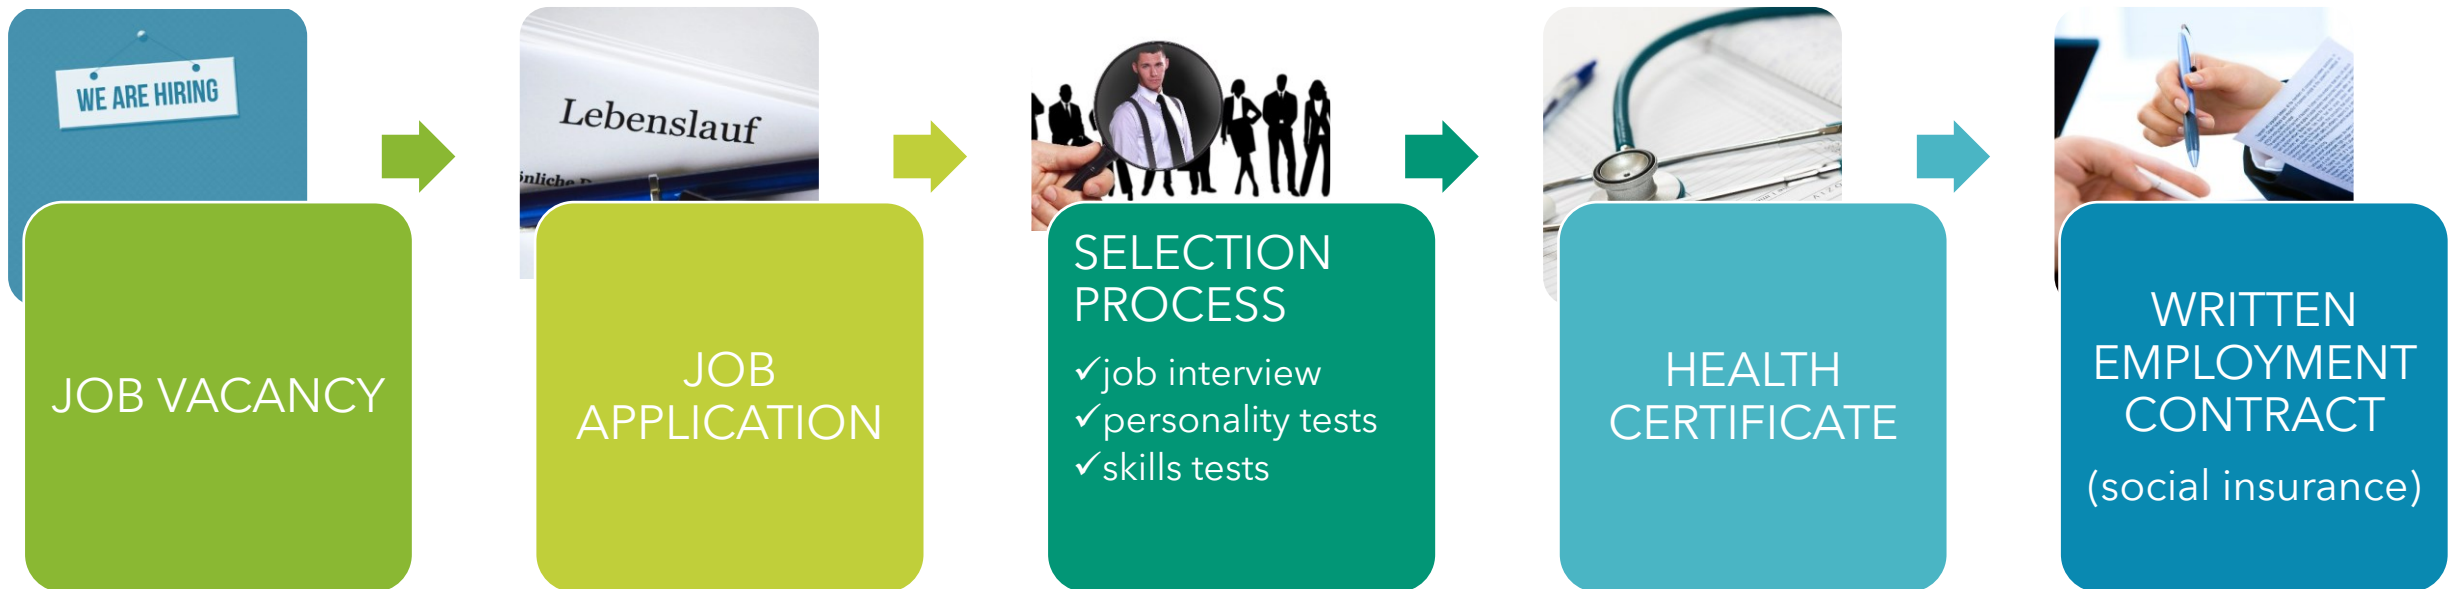 WE ARE HIRING
JOB VACANCY
Lebenslauf
JOB
APPLICATION
SELECTION
PROCESS
✓job interview
✓personality tests
✓skills tests
HEALTH
CERTIFICATE
WRITTEN
EMPLOYMENT
CONTRACT
(social insurance)